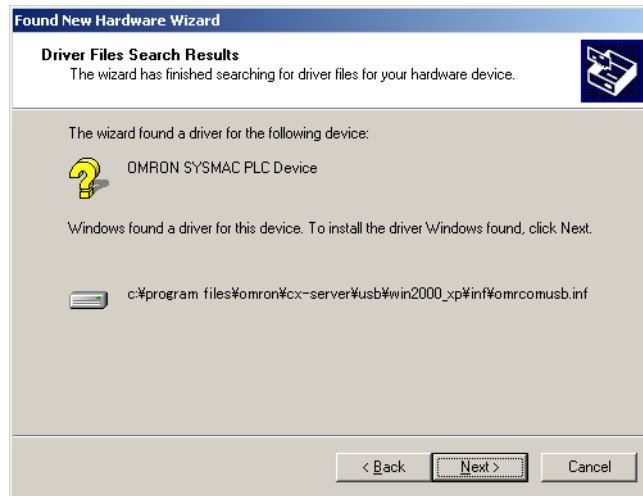 Found New Hardware Wizard
Driver Files Search Results
The wizard has finished searching for driver files for your hardware device.
The wizard found a driver for the following device:
OMRON SYSMAC PLC Device
Windows found a driver for this device. To install the driver Windows found, click Next.
c:¥program files¥omron¥cx-server¥usb¥win2000_xp¥inf¥omrcomusb.inf
< Back
Next >
Cancel